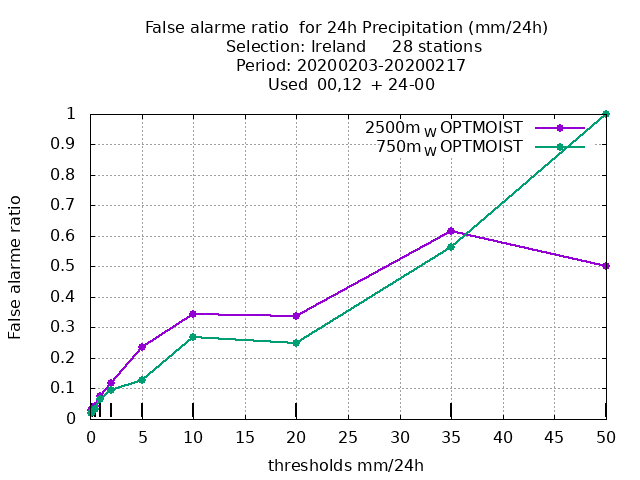 False alarme ratio  for 24h Precipitation (mm/24h)
Selection: Ireland     28 stations
Period: 20200203-20200217
Used  00,12  + 24-00
2500m_W OPTMOIST
750m_W OPTMOIST
False alarme ratio
1
0.9
0.8
0.7
0.6
0.5
0.4
0.3
0.2
0.1
0
0 5 10 15 20 25 30 35 40 45 50
thresholds mm/24h